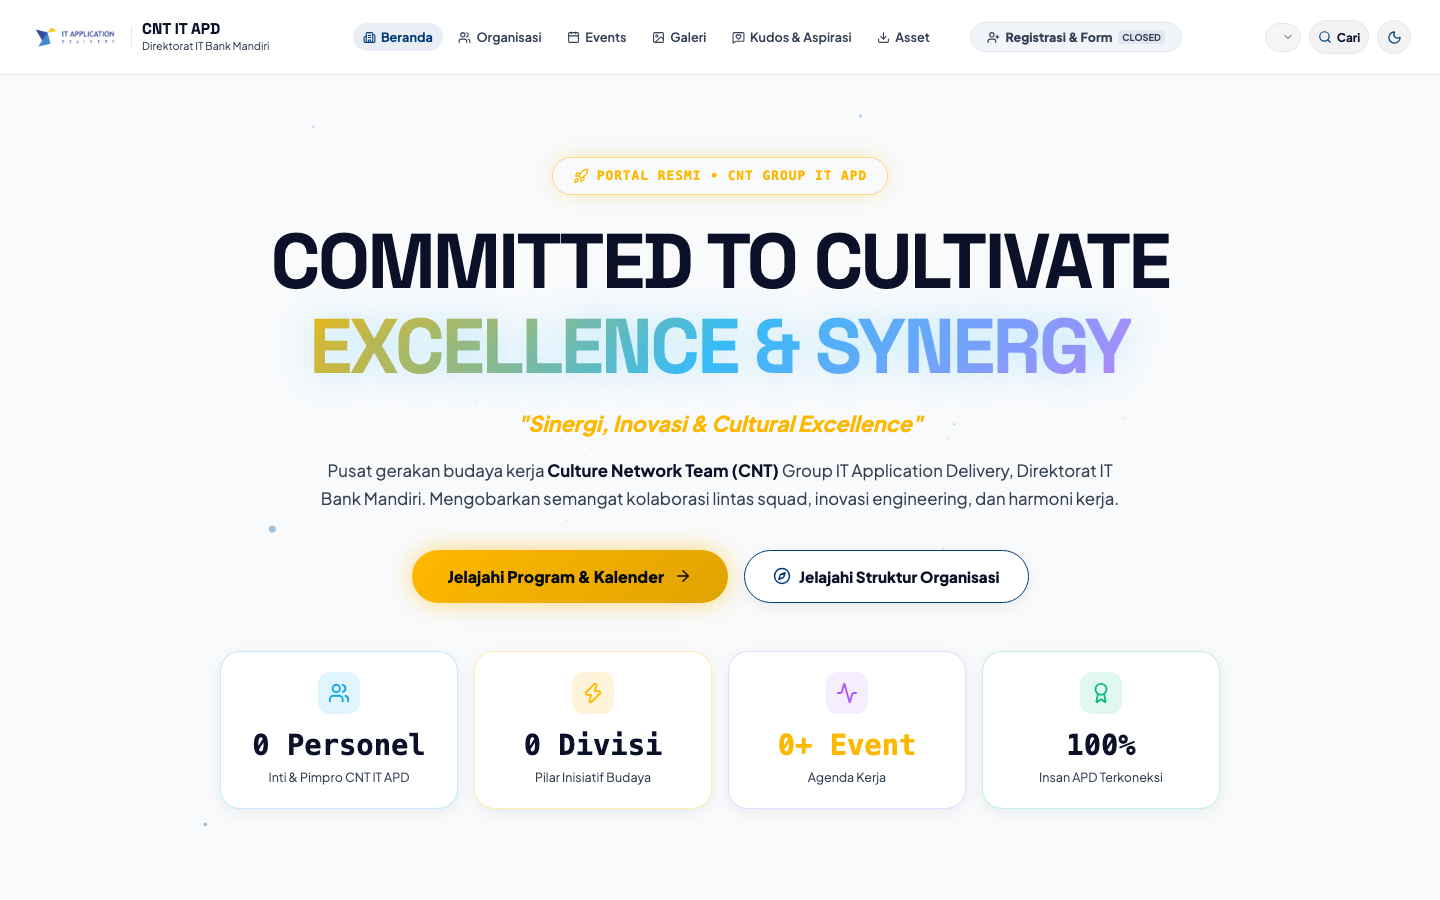 IT APPLICATION
DELIVERY
CNT IT APD
Direktorat IT Bank Mandiri
Beranda
Organisasi
Events
Galeri
Kudos & Aspirasi
Asset
Registrasi & Form CLOSED
Cari
PORTAL RESMI • CNT GROUP IT APD
COMMITTED TO CULTIVATE
EXCELLENCE & SYNERGY
"Sinergi, Inovasi & Cultural Excellence"
Pusat gerakan budaya kerja Culture Network Team (CNT) Group IT Application Delivery, Direktorat IT
Bank Mandiri. Mengobarkan semangat kolaborasi lintas squad, inovasi engineering, dan harmoni kerja.
Jelajahi Program & Kalender
Jelajahi Struktur Organisasi
0 Personel
Inti & Pimpro CNT IT APD
0 Divisi
Pilar Inisiatif Budaya
0+ Event
Agenda Kerja
100%
Insan APD Terkoneksi